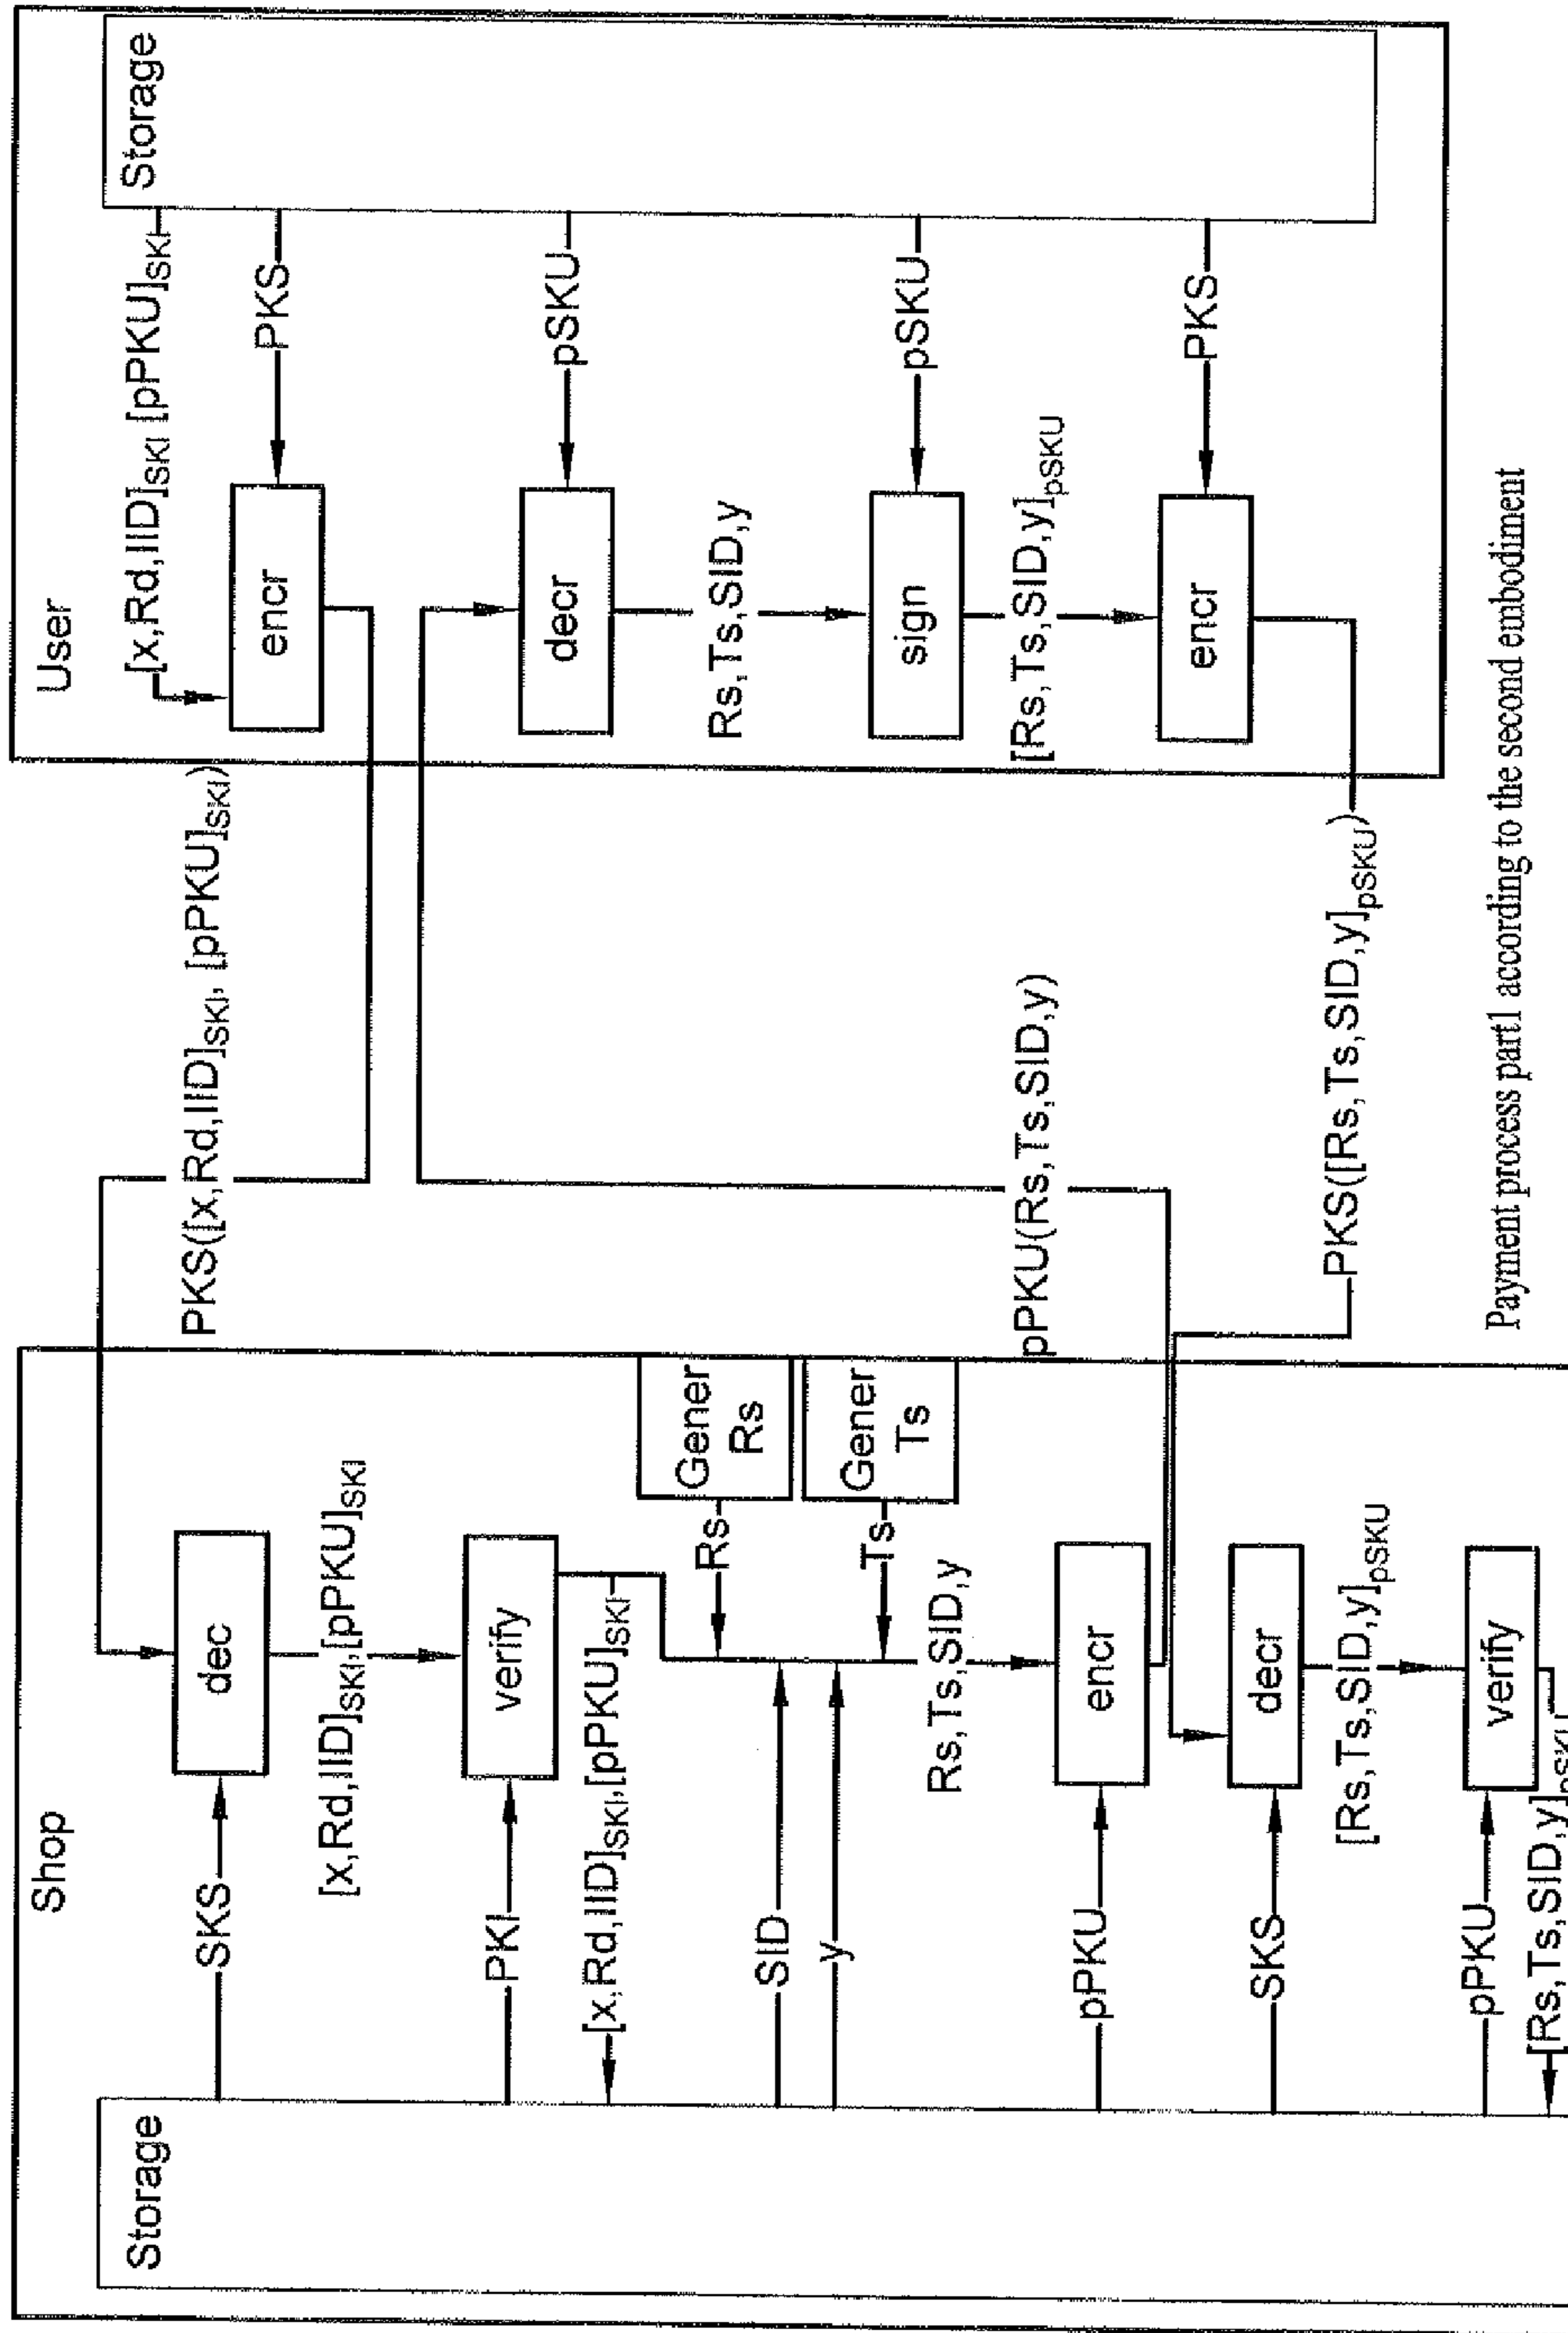 Shop
Storage
SKS
dec
[x,Rd,IID]SKI,[pPKU]SKI
PKI
verify
[x,Rd,IID]SKI,[pPKU]SKI
Gener
Rs
Rs
SID
y
Gener
Ts
Ts
Rs,Ts,SID,y
pPKU
encr
SKS
decr
[Rs,Ts,SID,y]pSKU
pPKU
verify
[Rs,Ts,SID,y]pSKU
PKS([x,Rd,IID]SKI, [pPKU]SKI)
pPKU(Rs,Ts,SID,y)
PKS([Rs,Ts,SID,y]pSKU)
User
Storage
[x,Rd,IID]SKI [pPKU]SKI
encr
PKS
decr
pSKU
Rs,Ts,SID,y
sign
pSKU
[Rs,Ts,SID,y]pSKU
encr
PKS
Payment process part1 according to the second embodiment